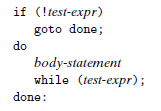 if (!test-expr)
goto done;
do
body-statement
while (test-expr);
done: